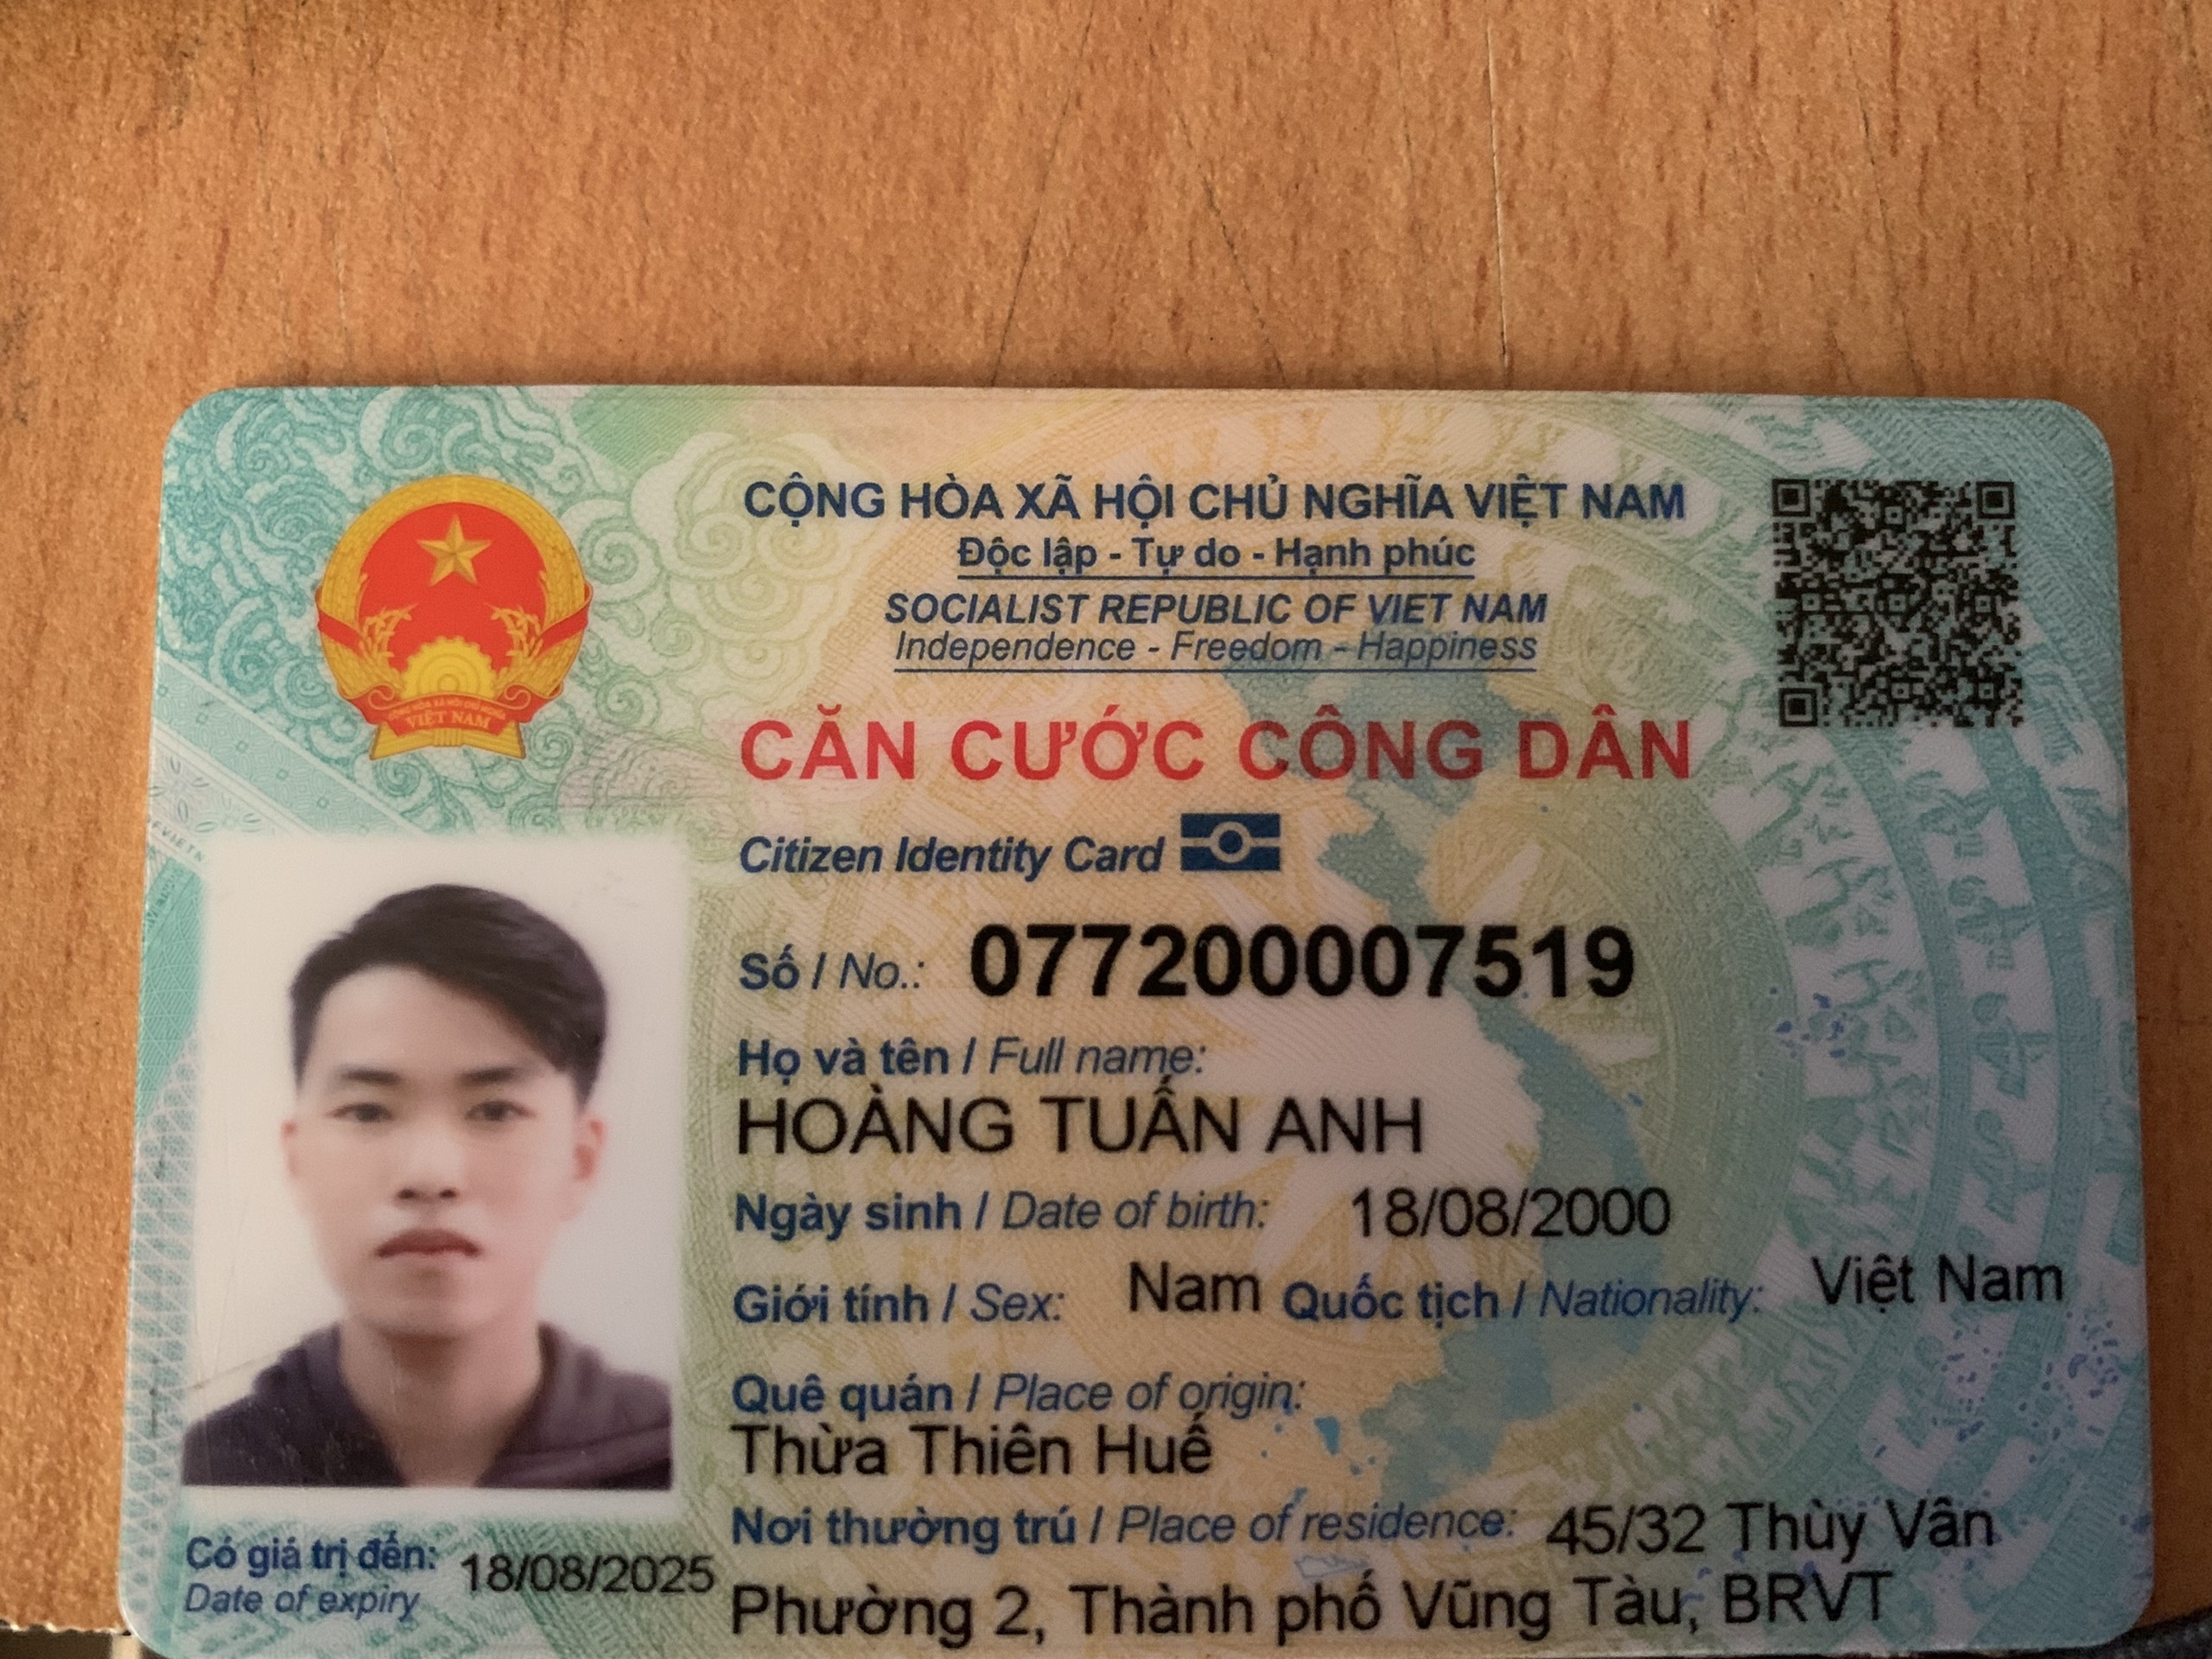 CỘNG HÒA XÃ HỘI CHỦ NGHĨA VIỆT NAM
Độc lập - Tự do - Hạnh phúc
SOCIALIST REPUBLIC OF VIET NAM
Independence - Freedom - Happiness
CĂN CƯỚC CÔNG DÂN
Citizen Identity Card
VIỆT NAM
Số / No.: 077200007519
Họ và tên / Full name:
HOÀNG TUẤN ANH
Ngày sinh / Date of birth: 18/08/2000
Giới tính / Sex: Nam Quốc tịch / Nationality: Việt Nam
Quê quán / Place of origin:
Thừa Thiên Huế
Nơi thường trú / Place of residence: 45/32 Thùy Vân
Phường 2, Thành phố Vũng Tàu, BRVT
Có giá trị đến: 18/08/2025
Date of expiry